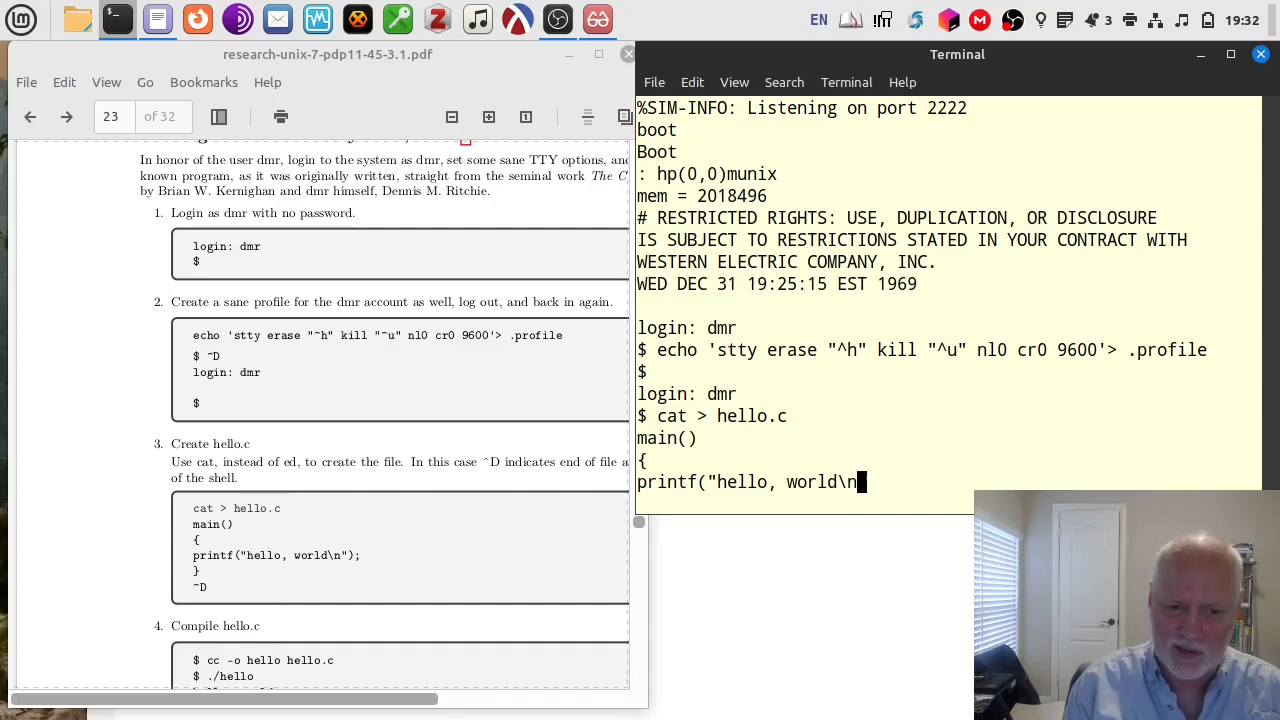 EN
3
19:32
research-unix-7-pdp11-45-3.1.pdf
File Edit View Go Bookmarks Help
23 of 32
In honor of the user dmr, login to the system as dmr, set some sane TTY options, and
known program, as it was originally written, straight from the seminal work The C
by Brian W. Kernighan and dmr himself, Dennis M. Ritchie.
1. Login as dmr with no password.
login: dmr
$
2. Create a sane profile for the dmr account as well, log out, and back in again.
echo 'stty erase "^h" kill "^u" nl0 cr0 9600'> .profile
$ ^D
login: dmr
$
3. Create hello.c
Use cat, instead of ed, to create the file. In this case ^D indicates end of file a
of the shell.
cat > hello.c
main()
{
printf("hello, world\n");
}
^D
4. Compile hello.c
$ cc -o hello hello.c
$ ./hello
Terminal
File Edit View Search Terminal Help
%SIM-INFO: Listening on port 2222
boot
Boot
: hp(0,0)munix
mem = 2018496
# RESTRICTED RIGHTS: USE, DUPLICATION, OR DISCLOSURE
IS SUBJECT TO RESTRICTIONS STATED IN YOUR CONTRACT WITH
WESTERN ELECTRIC COMPANY, INC.
WED DEC 31 19:25:15 EST 1969
login: dmr
$ echo 'stty erase "^h" kill "^u" nl0 cr0 9600'> .profile
$
login: dmr
$ cat > hello.c
main()
{
printf("hello, world\n